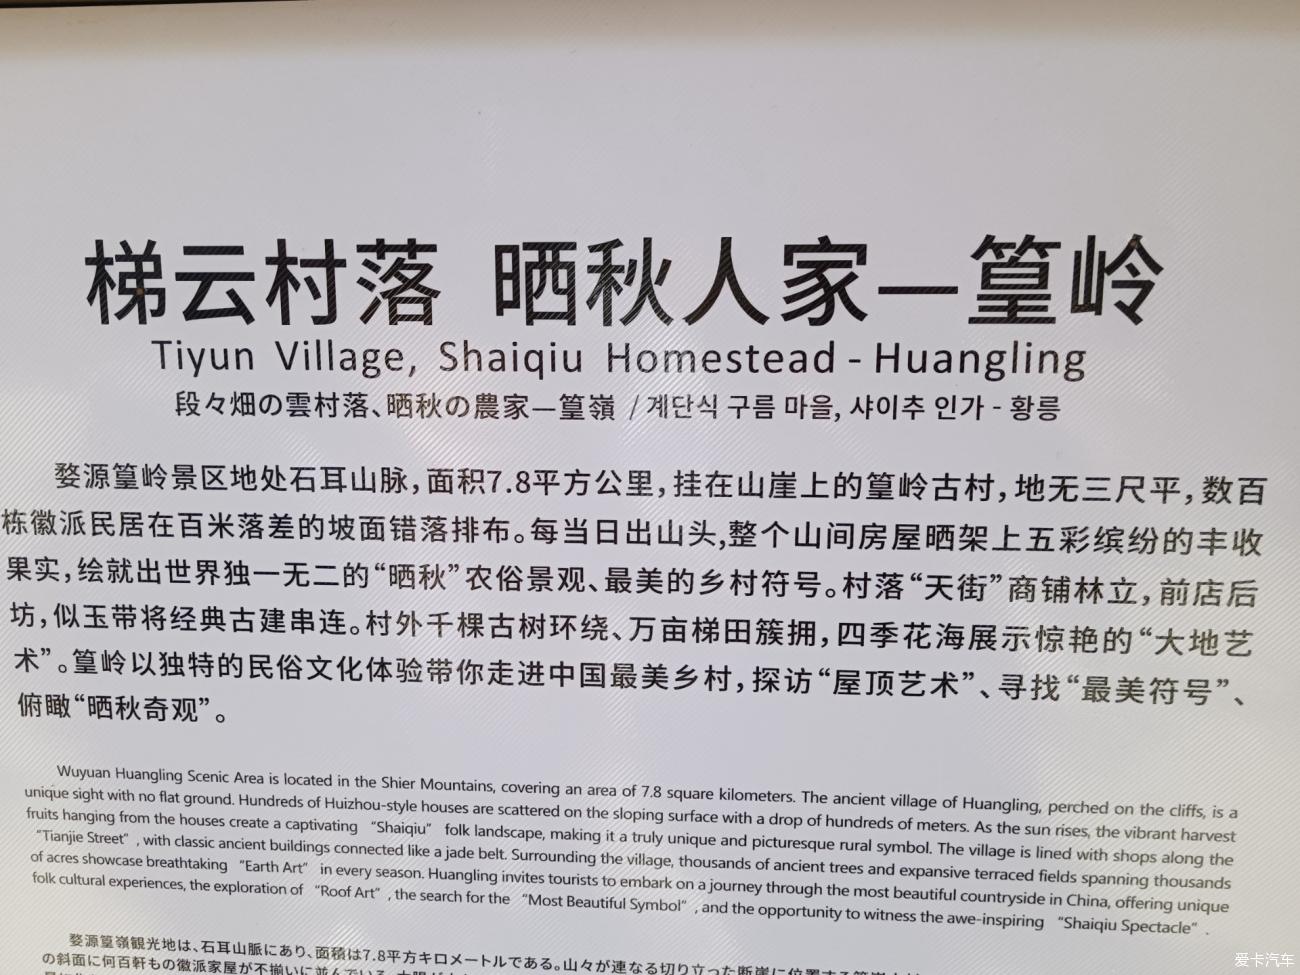 梯云村落 晒秋人家—篁岭
Tiyun Village, Shaiqiu Homestead - Huangling
段々畑の雲村落、晒秋の農家—篁嶺 / 계단식 구름 마을, 샤이추 인가 - 황릉
婺源篁岭景区地处石耳山脉，面积7.8平方公里，挂在山崖上的篁岭古村，地无三尺平，数百
栋徽派民居在百米落差的坡面错落排布。每当日出山头,整个山间房屋晒架上五彩缤纷的丰收
果实，绘就出世界独一无二的“晒秋”农俗景观、最美的乡村符号。村落“天街”商铺林立，前店后
坊，似玉带将经典古建串连。村外千棵古树环绕、万亩梯田簇拥，四季花海展示惊艳的“大地艺
术”。篁岭以独特的民俗文化体验带你走进中国最美乡村，探访“屋顶艺术”、寻找“最美符号”、
俯瞰“晒秋奇观”。
Wuyuan Huangling Scenic Area is located in the Shier Mountains, covering an area of 7.8 square kilometers. The ancient village of Huangling, perched on the cliffs, is a
unique sight with no flat ground. Hundreds of Huizhou-style houses are scattered on the sloping surface with a drop of hundreds of meters. As the sun rises, the vibrant harvest
fruits hanging from the houses create a captivating “Shaiqiu” folk landscape, making it a truly unique and picturesque rural symbol. The village is lined with shops along the
“Tianjie Street”, with classic ancient buildings connected like a jade belt. Surrounding the village, thousands of ancient trees and expansive terraced fields spanning thousands
of acres showcase breathtaking “Earth Art” in every season. Huangling invites tourists to embark on a journey through the most beautiful countryside in China, offering unique
folk cultural experiences, the exploration of “Roof Art”, the search for the “Most Beautiful Symbol”, and the opportunity to witness the awe-inspiring “Shaiqiu Spectacle”.
婺源篁嶺観光地は、石耳山脈にあり、面積は7.8平方キロメートルである。山々が連なる切り立った断崖に位置する
の斜面に何百軒もの徽派家屋が不揃いに並んでいる
爱卡汽车